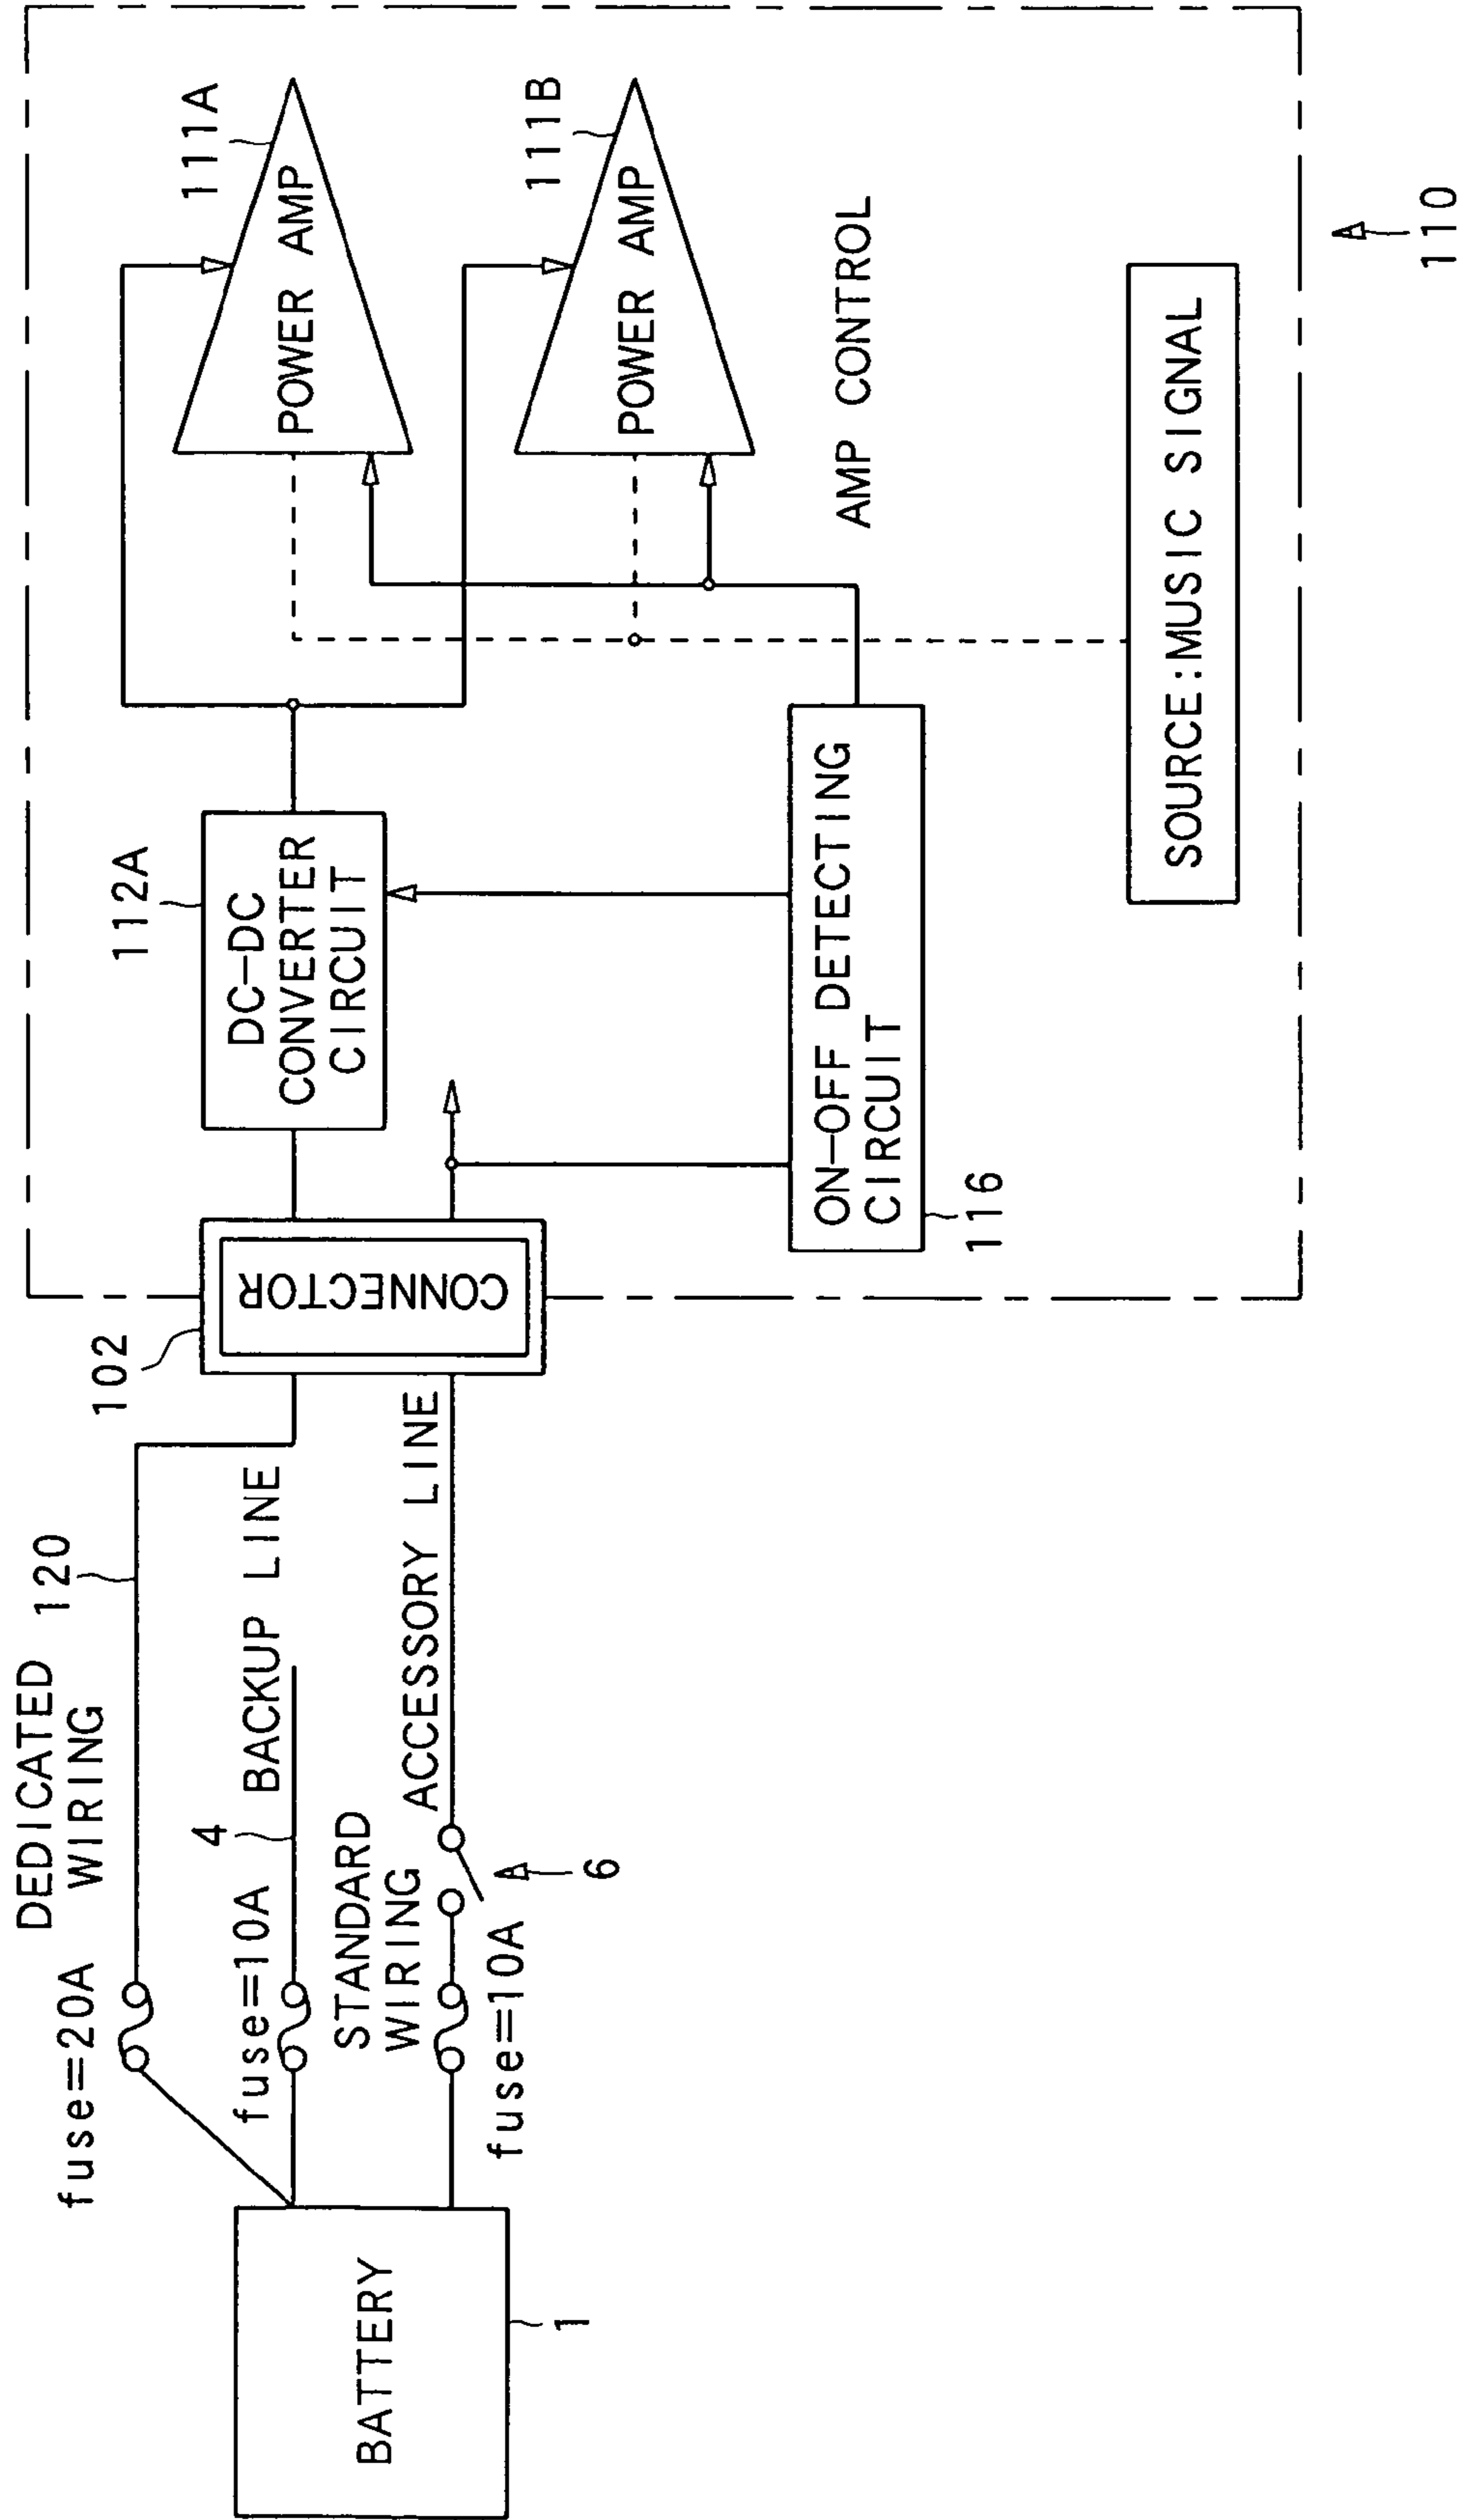 DEDICATED
WIRING
120
fuse=20A
4
BACKUP LINE
fuse=10A
STANDARD
WIRING
ACCESSORY LINE
6
fuse=10A
BATTERY
1
102
CONNECTOR
112A
DC-DC
CONVERTER
CIRCUIT
ON-OFF DETECTING
CIRCUIT
116
111A
POWER AMP
111B
POWER AMP
AMP CONTROL
SOURCE:MUSIC SIGNAL
110